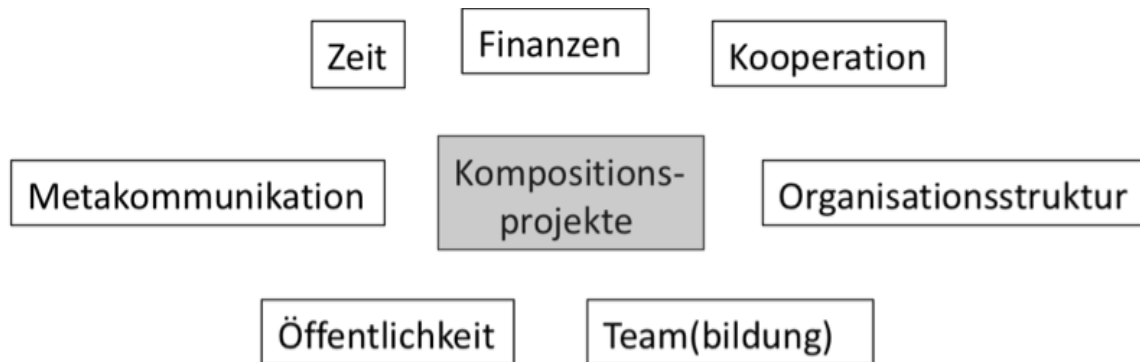 Zeit
Finanzen
Kooperation
Metakommunikation
Kompositions-
projekte
Organisationsstruktur
Öffentlichkeit
Team(bildung)